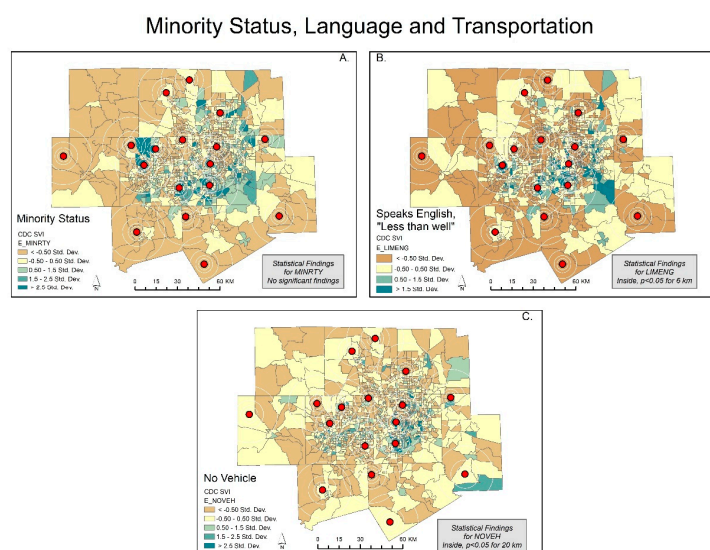 Minority Status, Language and Transportation
A.
Minority Status
CDC SVI
E_MINRTY
< -0.50 Std. Dev.
-0.50 - 0.50 Std. Dev.
0.50 - 1.5 Std. Dev.
1.5 - 2.5 Std. Dev.
> 2.5 Std. Dev.
N
0 15 30 60 KM
Statistical Findings
for MINRTY
No significant findings
B.
Speaks English,
"Less than well"
CDC SVI
E_LIMENG
< -0.50 Std. Dev.
-0.50 - 0.50 Std. Dev.
0.50 - 1.5 Std. Dev.
> 1.5 Std. Dev.
N
0 15 30 60 KM
Statistical Findings
for LIMENG
Inside, p<0.05 for 6 km
C.
No Vehicle
CDC SVI
E_NOVEH
< -0.50 Std. Dev.
-0.50 - 0.50 Std. Dev.
0.50 - 1.5 Std. Dev.
1.5 - 2.5 Std. Dev.
> 2.5 Std. Dev.
N
0 15 30 60 KM
Statistical Findings
for NOVEH
Inside, p<0.05 for 20 km